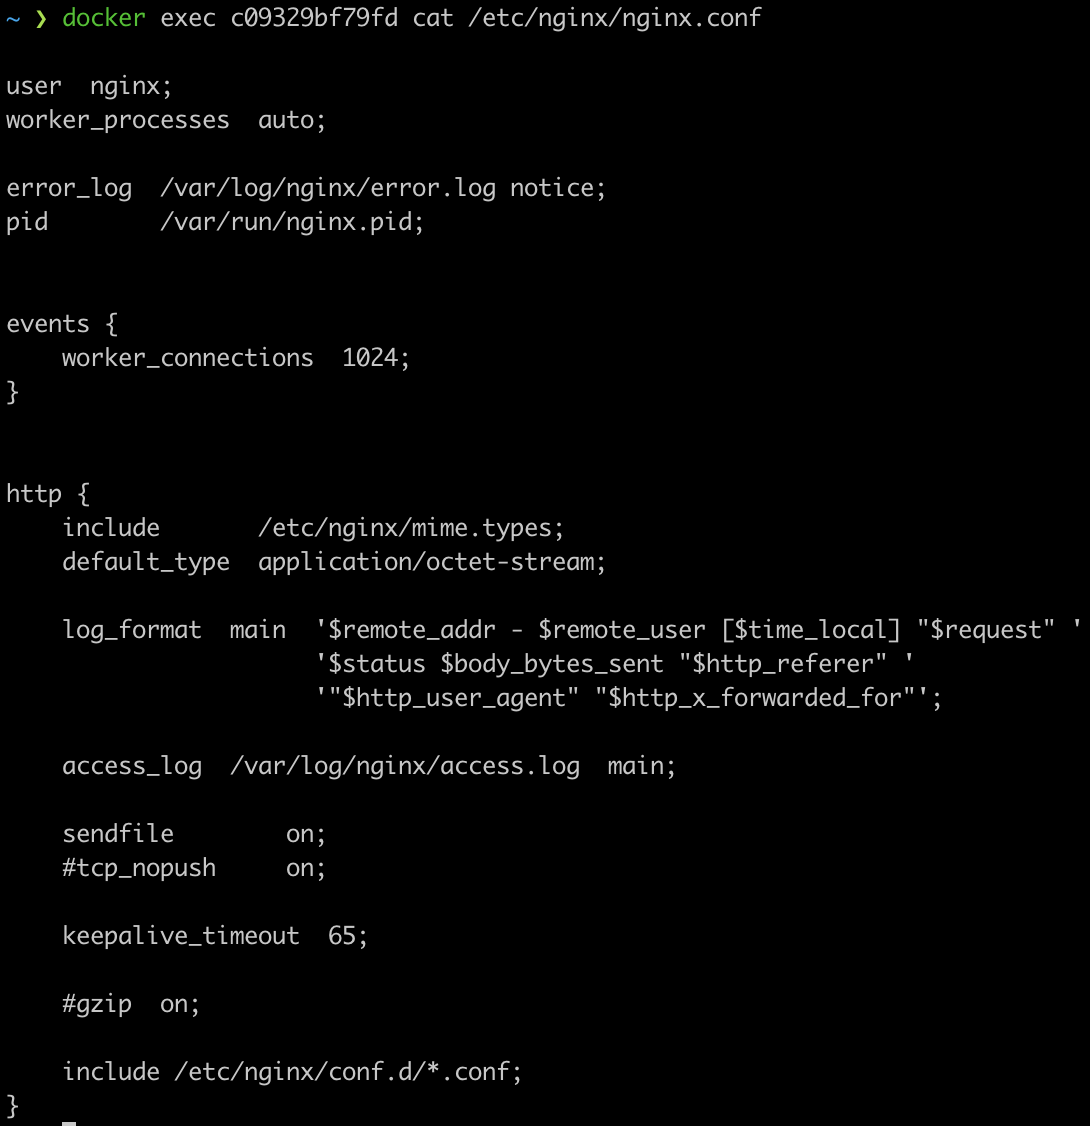 ~ ❯ docker exec c09329bf79fd cat /etc/nginx/nginx.conf

user  nginx;
worker_processes  auto;

error_log  /var/log/nginx/error.log notice;
pid        /var/run/nginx.pid;


events {
    worker_connections  1024;
}


http {
    include       /etc/nginx/mime.types;
    default_type  application/octet-stream;

    log_format  main  '$remote_addr - $remote_user [$time_local] "$request" '
                      '$status $body_bytes_sent "$http_referer" '
                      '"$http_user_agent" "$http_x_forwarded_for"';

    access_log  /var/log/nginx/access.log  main;

    sendfile        on;
    #tcp_nopush     on;

    keepalive_timeout  65;

    #gzip  on;

    include /etc/nginx/conf.d/*.conf;
}